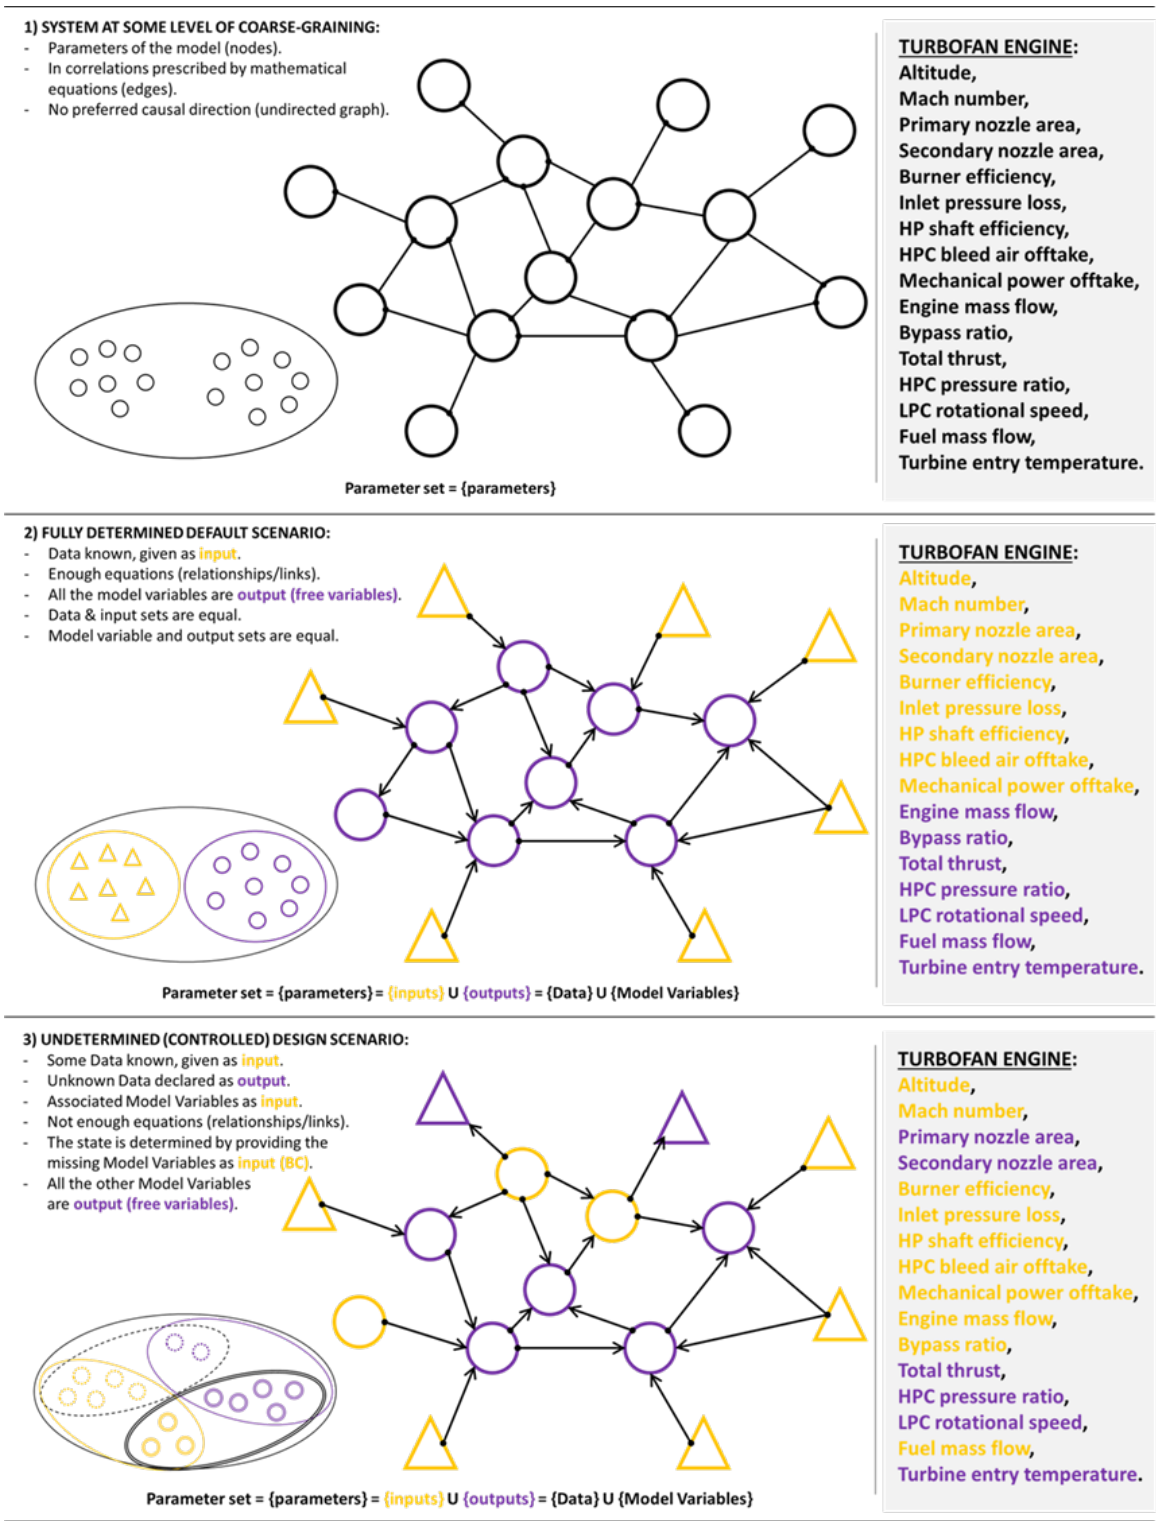 1) SYSTEM AT SOME LEVEL OF COARSE-GRAINING:
- Parameters of the model (nodes).
- In correlations prescribed by mathematical
equations (edges).
- No preferred causal direction (undirected graph).
Parameter set = {parameters}
TURBOFAN ENGINE:
Altitude,
Mach number,
Primary nozzle area,
Secondary nozzle area,
Burner efficiency,
Inlet pressure loss,
HP shaft efficiency,
HPC bleed air offtake,
Mechanical power offtake,
Engine mass flow,
Bypass ratio,
Total thrust,
HPC pressure ratio,
LPC rotational speed,
Fuel mass flow,
Turbine entry temperature.
2) FULLY DETERMINED DEFAULT SCENARIO:
- Data known, given as input.
- Enough equations (relationships/links).
- All the model variables are output (free variables).
- Data & input sets are equal.
- Model variable and output sets are equal.
Parameter set = {parameters} = {inputs} U {outputs} = {Data} U {Model Variables}
TURBOFAN ENGINE:
Altitude,
Mach number,
Primary nozzle area,
Secondary nozzle area,
Burner efficiency,
Inlet pressure loss,
HP shaft efficiency,
HPC bleed air offtake,
Mechanical power offtake,
Engine mass flow,
Bypass ratio,
Total thrust,
HPC pressure ratio,
LPC rotational speed,
Fuel mass flow,
Turbine entry temperature.
3) UNDETERMINED (CONTROLLED) DESIGN SCENARIO:
- Some Data known, given as input.
- Unknown Data declared as output.
- Associated Model Variables as input.
- Not enough equations (relationships/links).
- The state is determined by providing the
missing Model Variables as input (BC).
- All the other Model Variables
are output (free variables).
Parameter set = {parameters} = {inputs} U {outputs} = {Data} U {Model Variables}
TURBOFAN ENGINE:
Altitude,
Mach number,
Primary nozzle area,
Secondary nozzle area,
Burner efficiency,
Inlet pressure loss,
HP shaft efficiency,
HPC bleed air offtake,
Mechanical power offtake,
Engine mass flow,
Bypass ratio,
Total thrust,
HPC pressure ratio,
LPC rotational speed,
Fuel mass flow,
Turbine entry temperature.